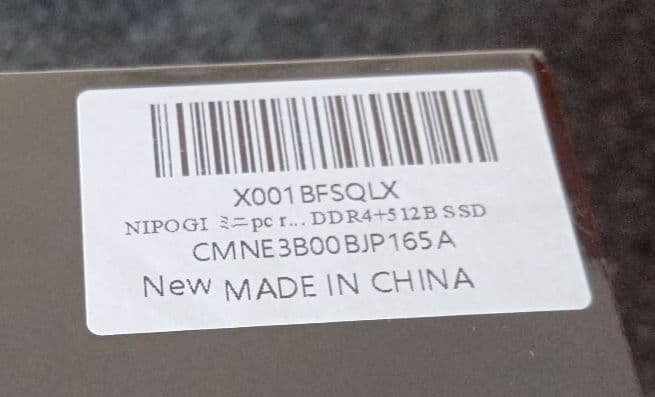 X001BFSQLX
NIPOGI ミニpc r... DDR4+512B SSD
CMNE3B00BJP165A
New MADE IN CHINA